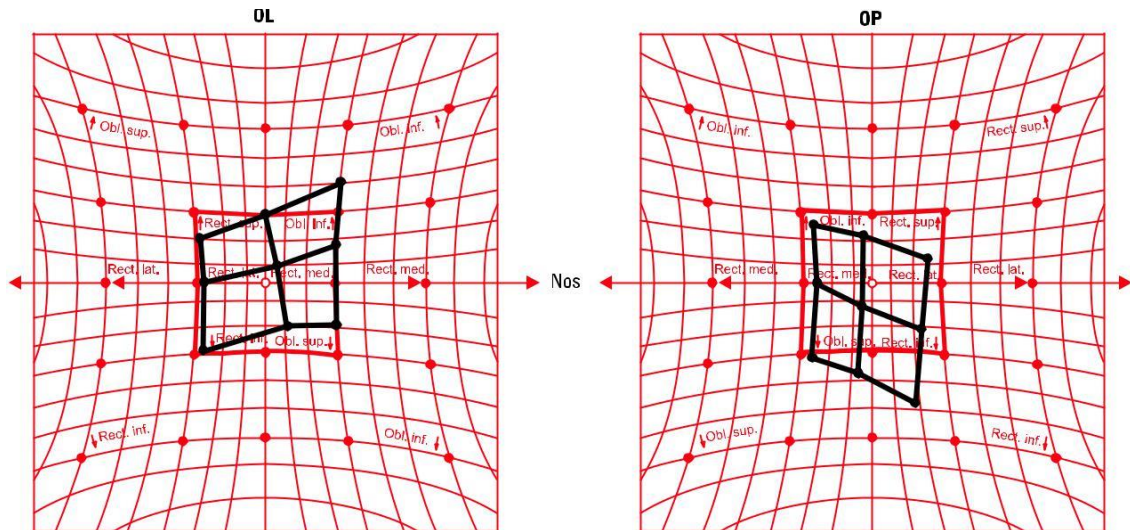 OL
OP
Obl. sup.
Obl. inf.
Obl. inf.
Rect. sup.
Rect. sup.
Obl. Inf.
Obl. inf.
Rect. sup.
Rect. lat.
Rect. med.
Rect. med.
Nos
Rect. med.
Rect. med.
Rect. lat.
Rect. lat.
Rect. inf.
Obl. sup.
Obl. sup.
Rect. inf.
Rect. inf.
Obl. inf.
Obl. sup.
Rect. inf.